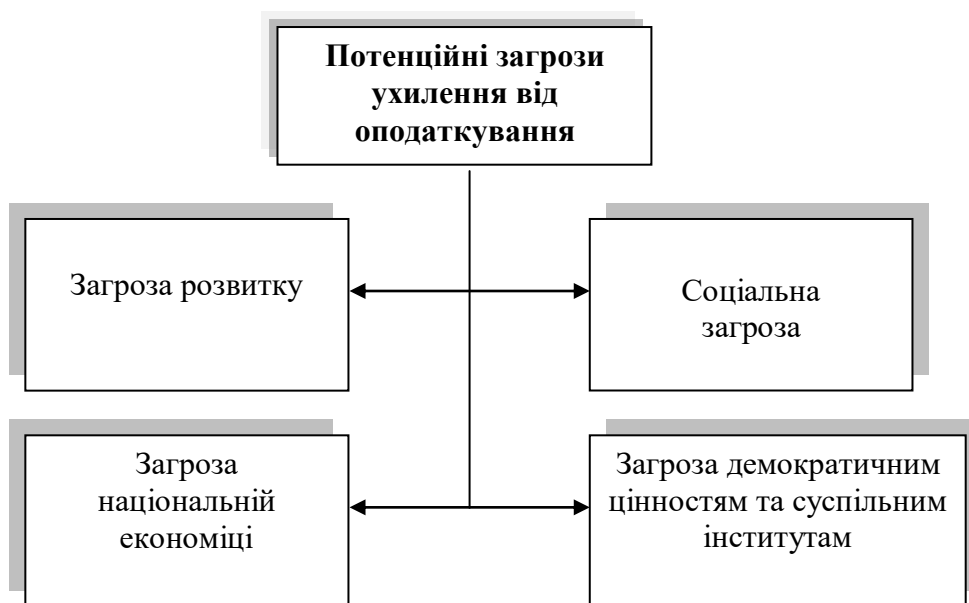 Потенційні загрози
ухилення від
оподаткування
Загроза розвитку
Соціальна
загроза
Загроза
національній
економіці
Загроза демократичним
цінностям та суспільним
інститутам